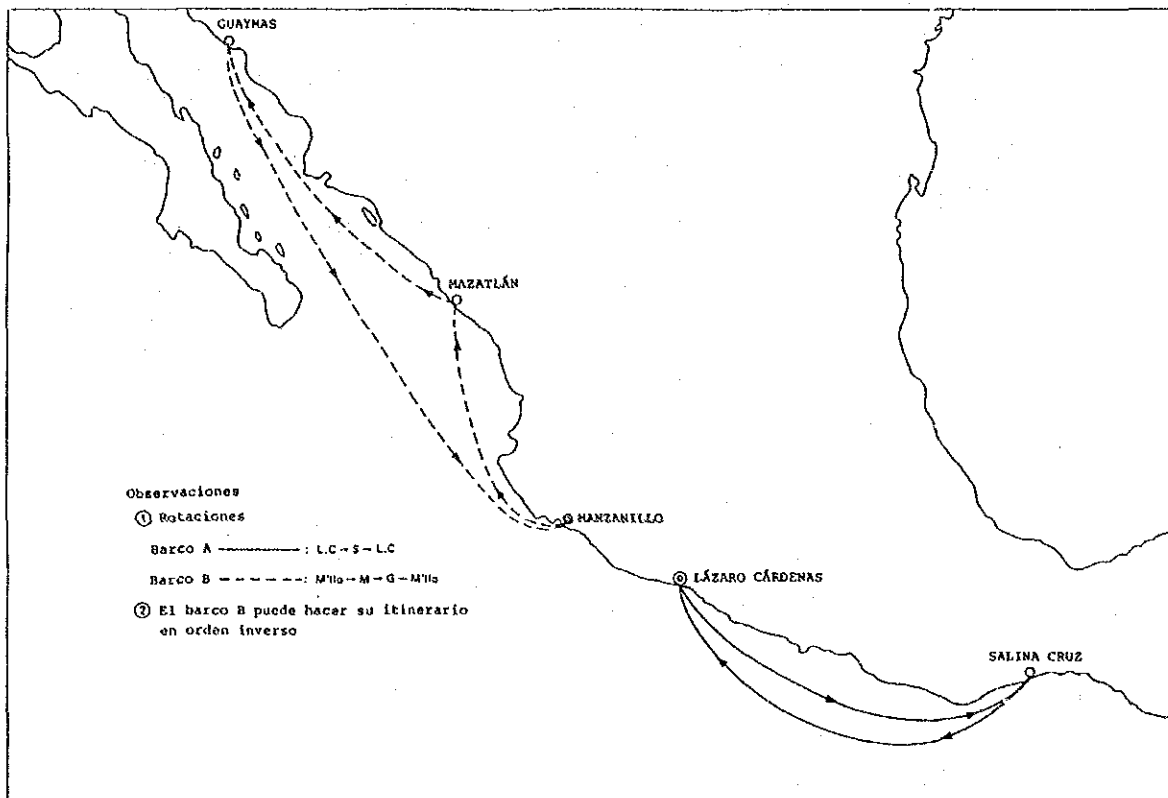 GUAYMAS
MAZATLÁN
MANZANILLO
LÁZARO CÁRDENAS
SALINA CRUZ
Observaciones
① Rotaciones
Barco A ————: L.C→S→L.C
Barco B – – – –: M'llo→M→G→M'llo
② El barco B puede hacer su itinerario
en orden inverso